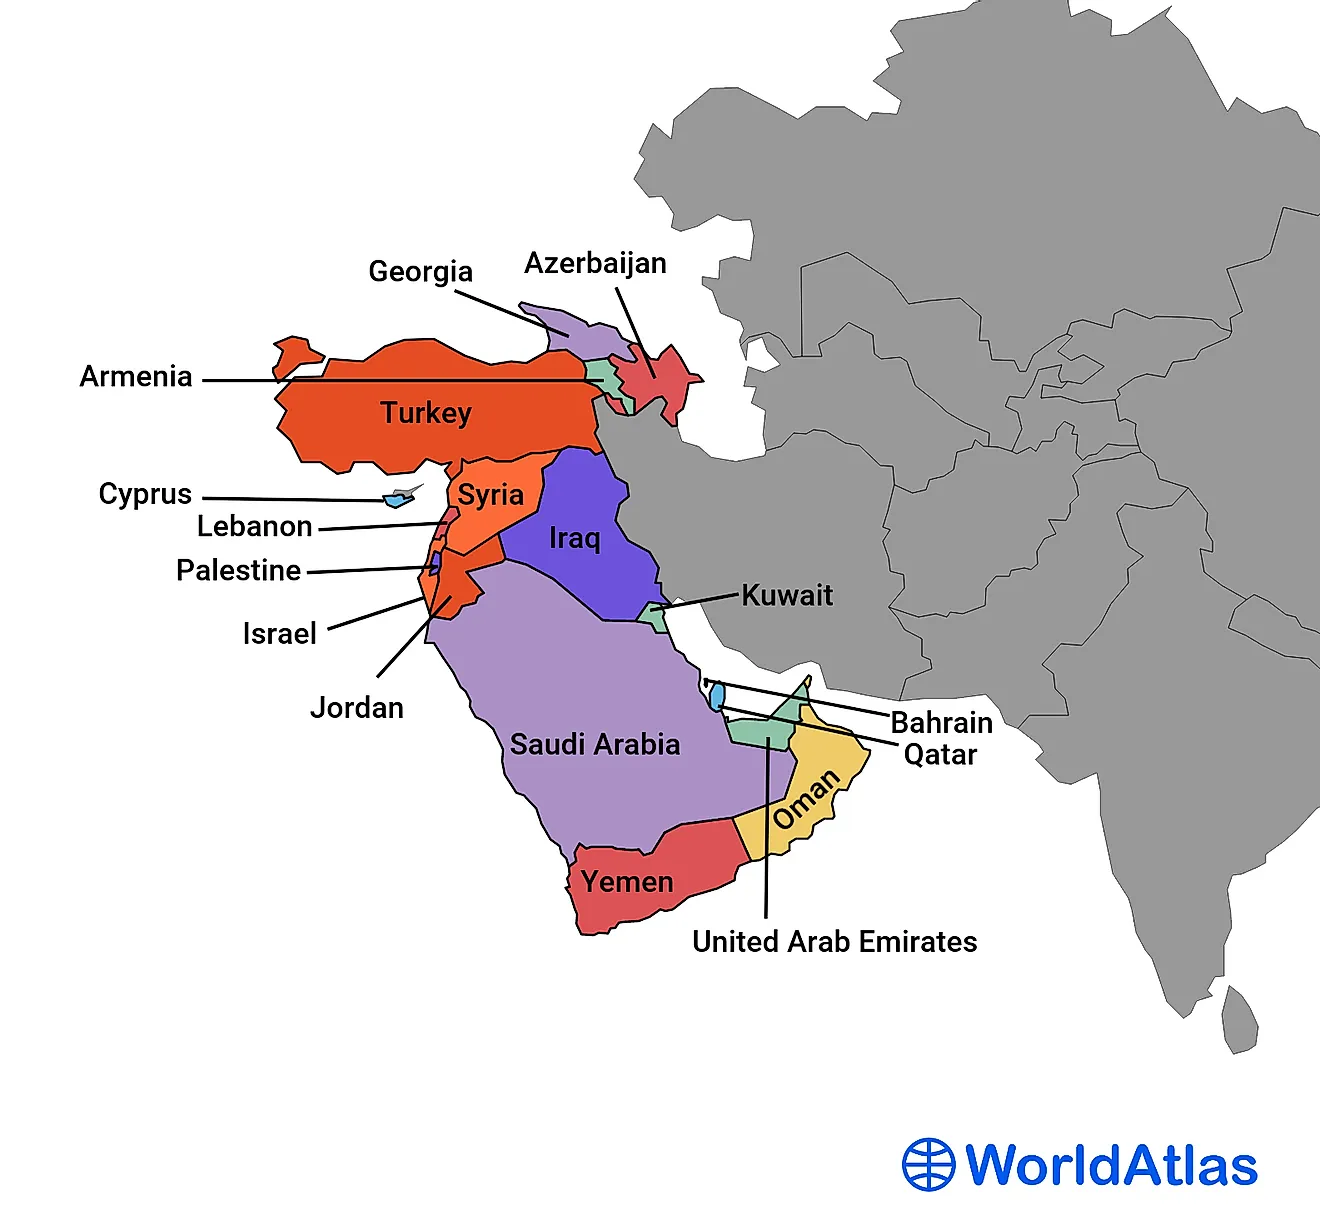 Georgia
Azerbaijan
Armenia
Turkey
Cyprus
Syria
Lebanon
Iraq
Palestine
Kuwait
Israel
Jordan
Bahrain
Saudi Arabia
Qatar
Oman
Yemen
United Arab Emirates
WorldAtlas